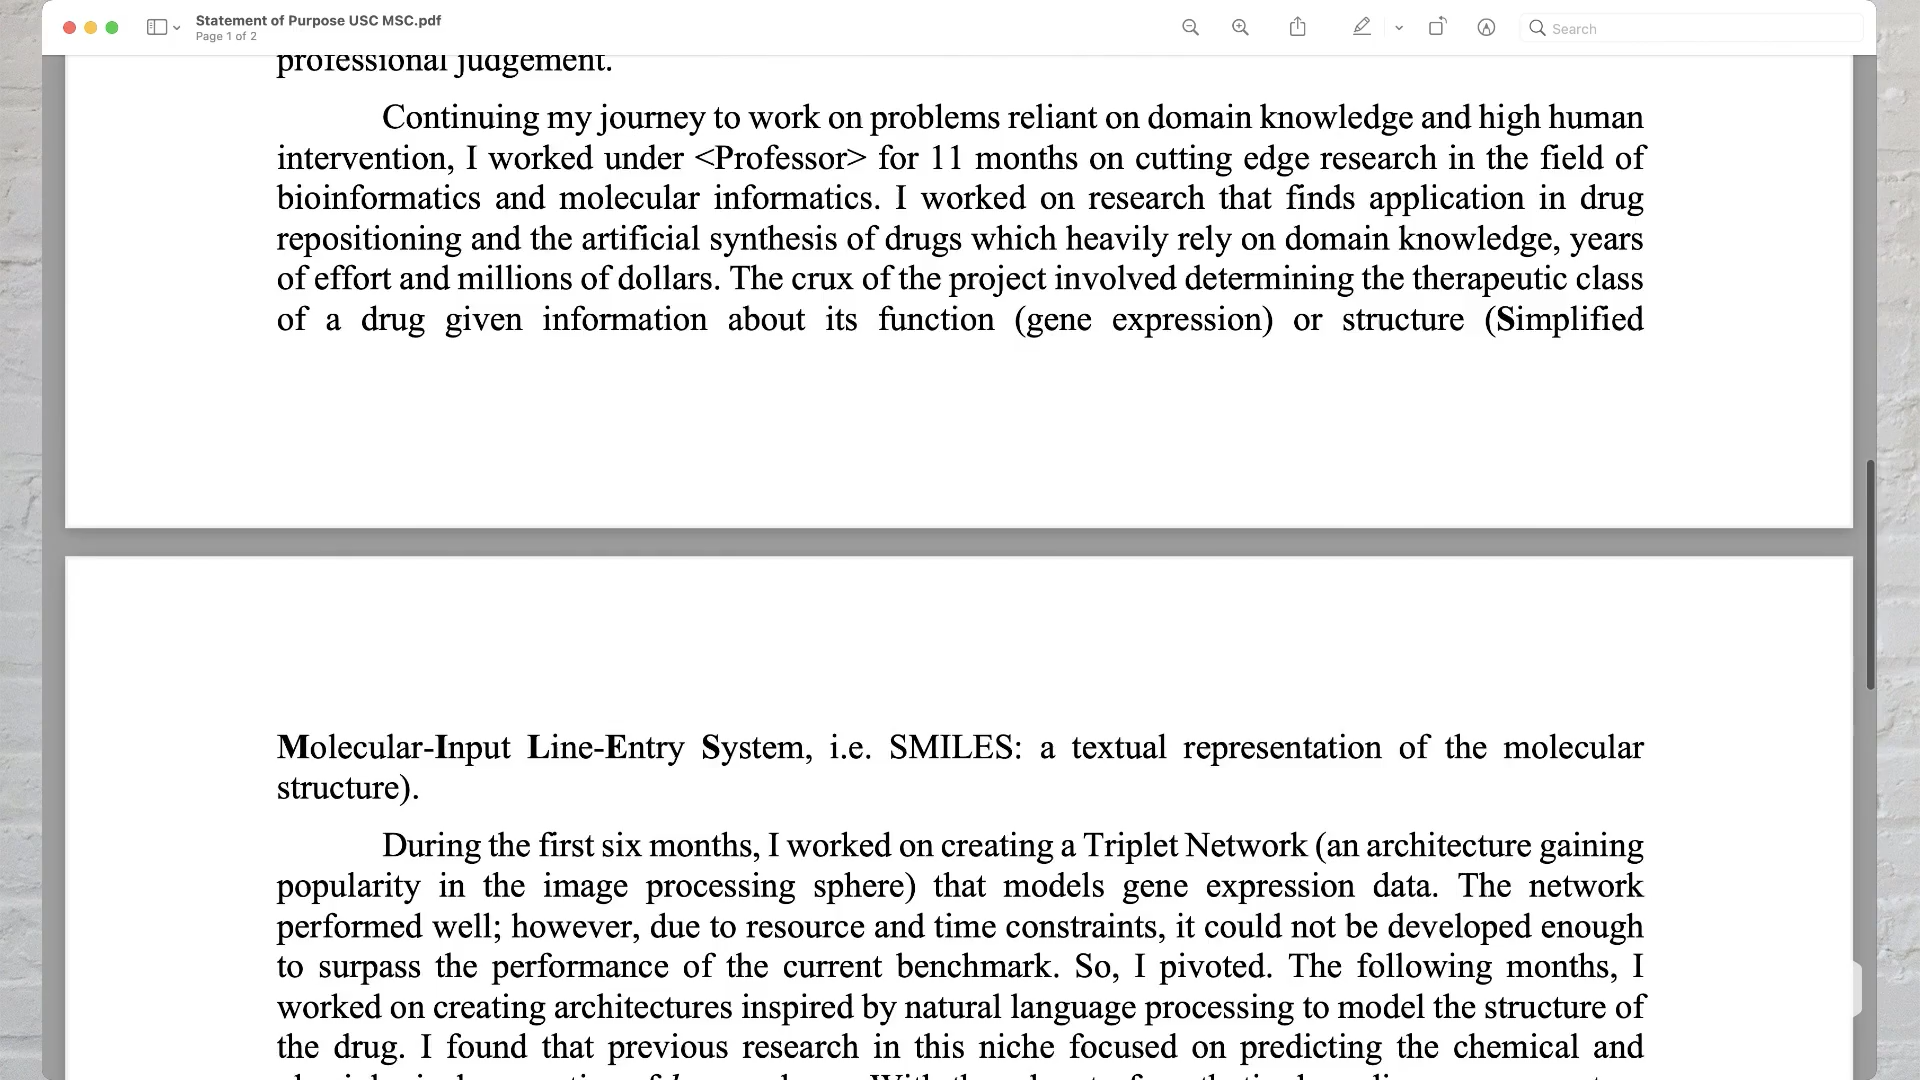 Statement of Purpose USC MSC.pdf
Page 1 of 2
Search
professional judgement.
Continuing my journey to work on problems reliant on domain knowledge and high human
intervention, I worked under <Professor> for 11 months on cutting edge research in the field of
bioinformatics and molecular informatics. I worked on research that finds application in drug
repositioning and the artificial synthesis of drugs which heavily rely on domain knowledge, years
of effort and millions of dollars. The crux of the project involved determining the therapeutic class
of a drug given information about its function (gene expression) or structure (Simplified
Molecular-Input Line-Entry System, i.e. SMILES: a textual representation of the molecular
structure).
During the first six months, I worked on creating a Triplet Network (an architecture gaining
popularity in the image processing sphere) that models gene expression data. The network
performed well; however, due to resource and time constraints, it could not be developed enough
to surpass the performance of the current benchmark. So, I pivoted. The following months, I
worked on creating architectures inspired by natural language processing to model the structure of
the drug. I found that previous research in this niche focused on predicting the chemical and